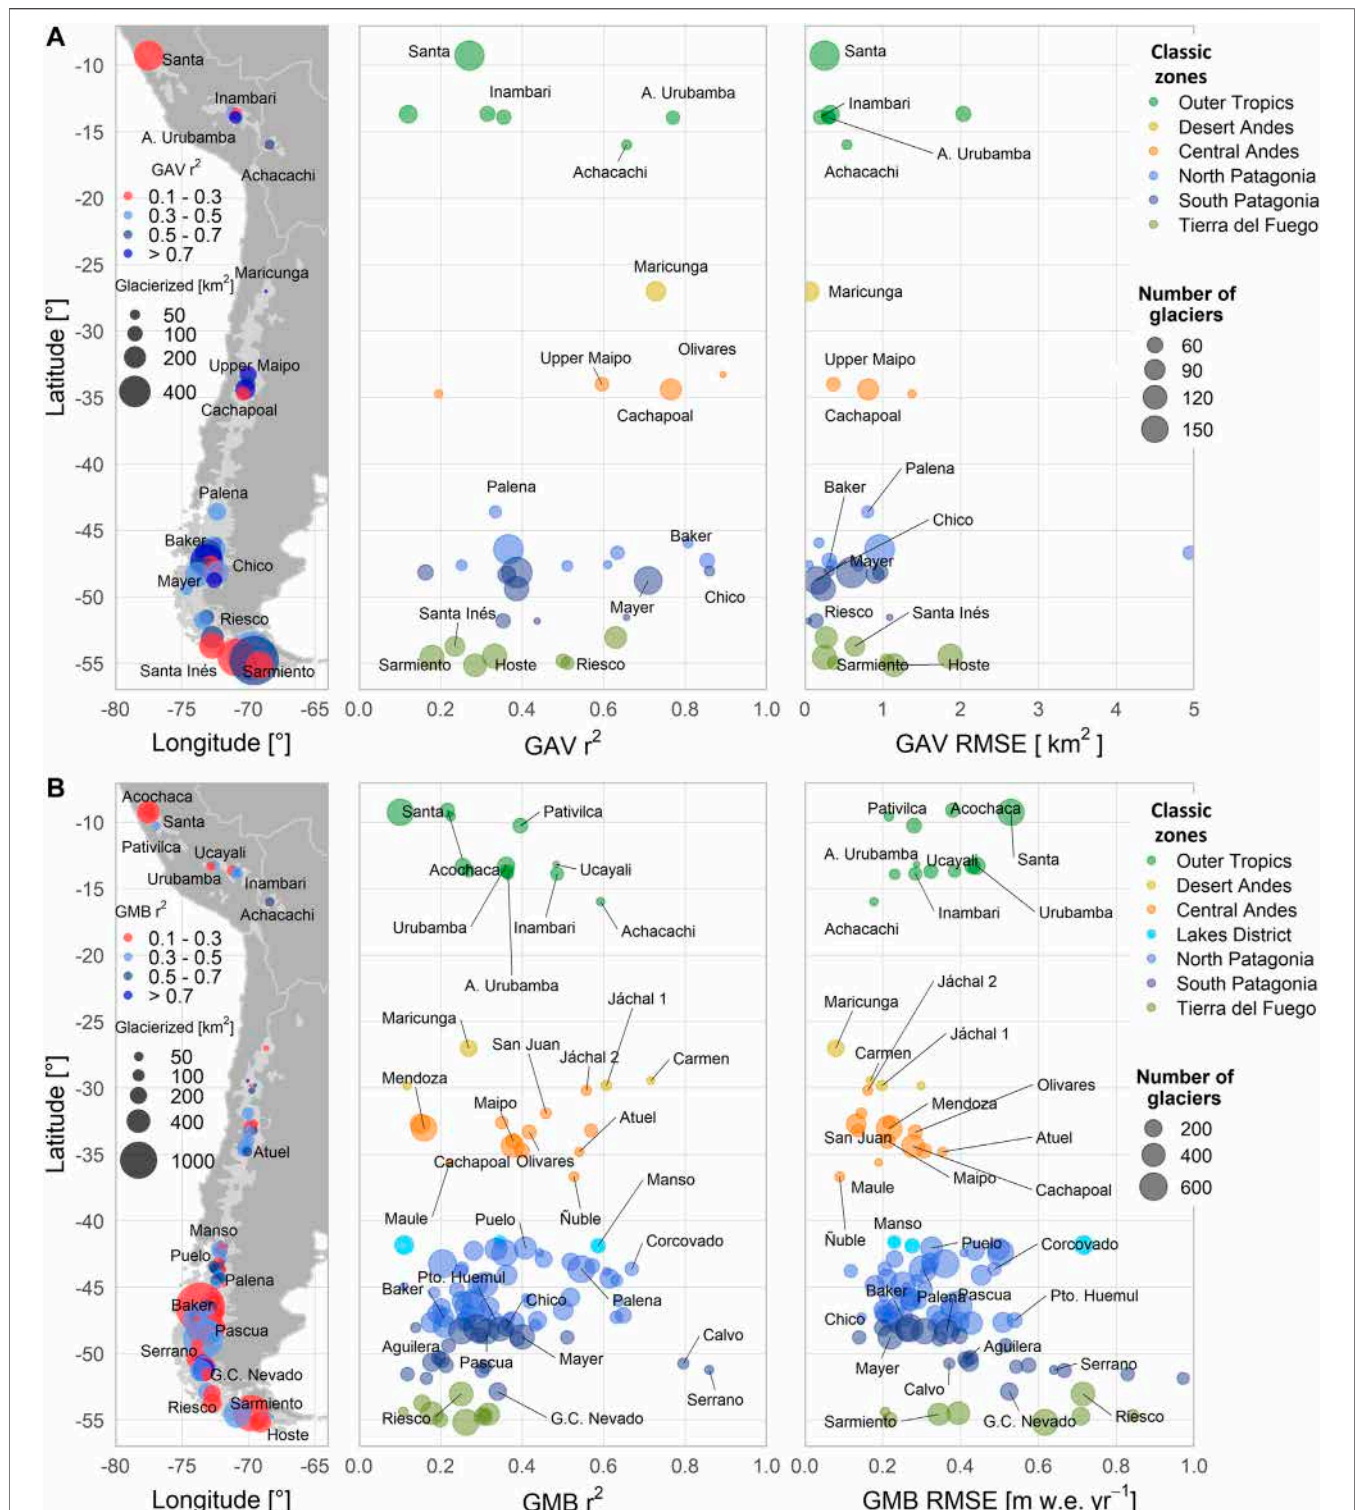 A
Santa
Inambari
A. Urubamba
Achacachi
GAV r²
0.1 - 0.3
0.3 - 0.5
0.5 - 0.7
> 0.7
Maricunga
Glacierized [km²]
50
100
200
400
Upper Maipo
Cachapoal
Palena
Baker
Chico
Mayer
Riesco
Santa Inés
Sarmiento
-10
-15
-20
-25
-30
-35
-40
-45
-50
-55
Latitude [°]
-80 -75 -70 -65
Longitude [°]
Santa
Inambari
A. Urubamba
Achacachi
Maricunga
Olivares
Upper Maipo
Cachapoal
Palena
Baker
Mayer
Chico
Santa Inés
Sarmiento
Hoste
Riesco
0.0 0.2 0.4 0.6 0.8 1.0
GAV r²
Santa
Inambari
A. Urubamba
Achacachi
Maricunga
Upper Maipo
Cachapoal
Palena
Baker
Chico
Mayer
Riesco
Santa Inés
Sarmiento
Hoste
0 1 2 3 4 5
GAV RMSE [ km² ]
Classic
zones
Outer Tropics
Desert Andes
Central Andes
North Patagonia
South Patagonia
Tierra del Fuego
Number of
glaciers
60
90
120
150
B
Acochaca
Santa
Pativilca
Ucayali
Urubamba
Inambari
Achacachi
GMB r²
0.1 - 0.3
0.3 - 0.5
0.5 - 0.7
> 0.7
Glacierized [km²]
50
100
200
400
1000
Atuel
Manso
Puelo
Palena
Baker
Pascua
Serrano
G.C. Nevado
Riesco
Sarmiento
Hoste
-10
-15
-20
-25
-30
-35
-40
-45
-50
-55
Latitude [°]
-80 -75 -70 -65
Longitude [°]
Santa
Pativilca
Acochaca
Ucayali
Urubamba
Inambari
Achacachi
A. Urubamba
Jáchal 1
Maricunga
San Juan
Jáchal 2
Carmen
Mendoza
Maipo
Atuel
Cachapoal
Olivares
Manso
Maule
Puelo
Ñuble
Corcovado
Pto. Huemul
Baker
Chico
Palena
Calvo
Aguilera
Pascua
Mayer
Serrano
Riesco
G.C. Nevado
0.0 0.2 0.4 0.6 0.8 1.0
GMB r²
Pativilca
Acochaca
A. Urubamba
Ucayali
Santa
Inambari
Urubamba
Achacachi
Jáchal 2
Maricunga
Jáchal 1
Carmen
Olivares
Mendoza
San Juan
Atuel
Maipo
Maule
Cachapoal
Manso
Ñuble
Puelo
Corcovado
Baker
Palena
Pascua
Pto. Huemul
Chico
Aguilera
Mayer
Serrano
Calvo
Sarmiento
G.C. Nevado
Riesco
0.0 0.2 0.4 0.6 0.8 1.0
GMB RMSE [m w.e. yr⁻¹]
Classic
zones
Outer Tropics
Desert Andes
Central Andes
Lakes District
North Patagonia
South Patagonia
Tierra del Fuego
Number of
glaciers
200
400
600